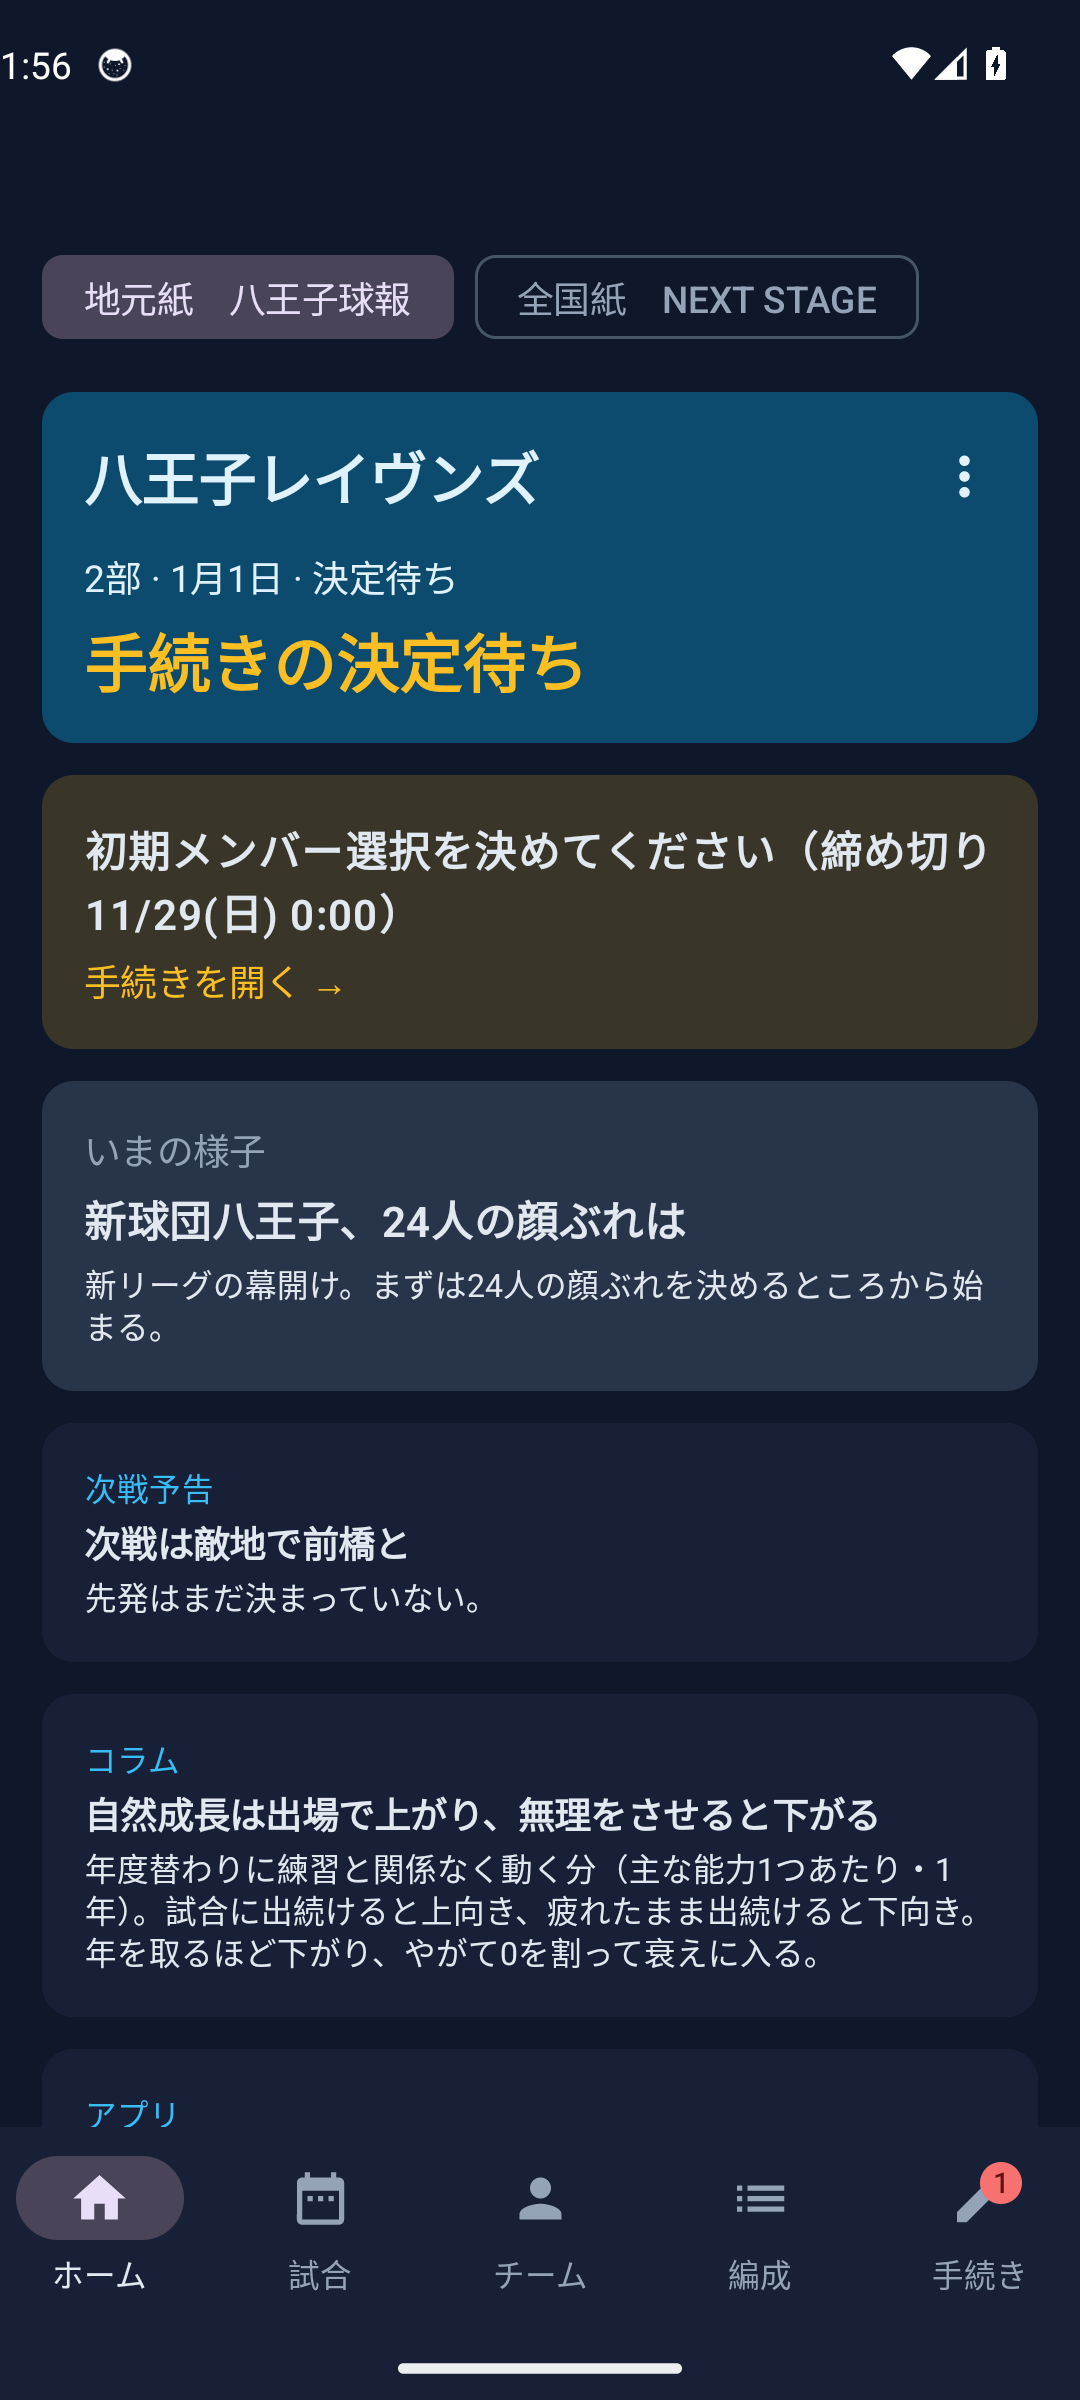 1:56
地元紙　八王子球報
全国紙　NEXT STAGE
八王子レイヴンズ
2部 · 1月1日 · 決定待ち
手続きの決定待ち
初期メンバー選択を決めてください（締め切り
11/29(日) 0:00）
手続きを開く →
いまの様子
新球団八王子、24人の顔ぶれは
新リーグの幕開け。まずは24人の顔ぶれを決めるところから始
まる。
次戦予告
次戦は敵地で前橋と
先発はまだ決まっていない。
コラム
自然成長は出場で上がり、無理をさせると下がる
年度替わりに練習と関係なく動く分（主な能力1つあたり・1
年）。試合に出続けると上向き、疲れたまま出続けると下向き。
年を取るほど下がり、やがて0を割って衰えに入る。
アプリ
1
ホーム
試合
チーム
編成
手続き